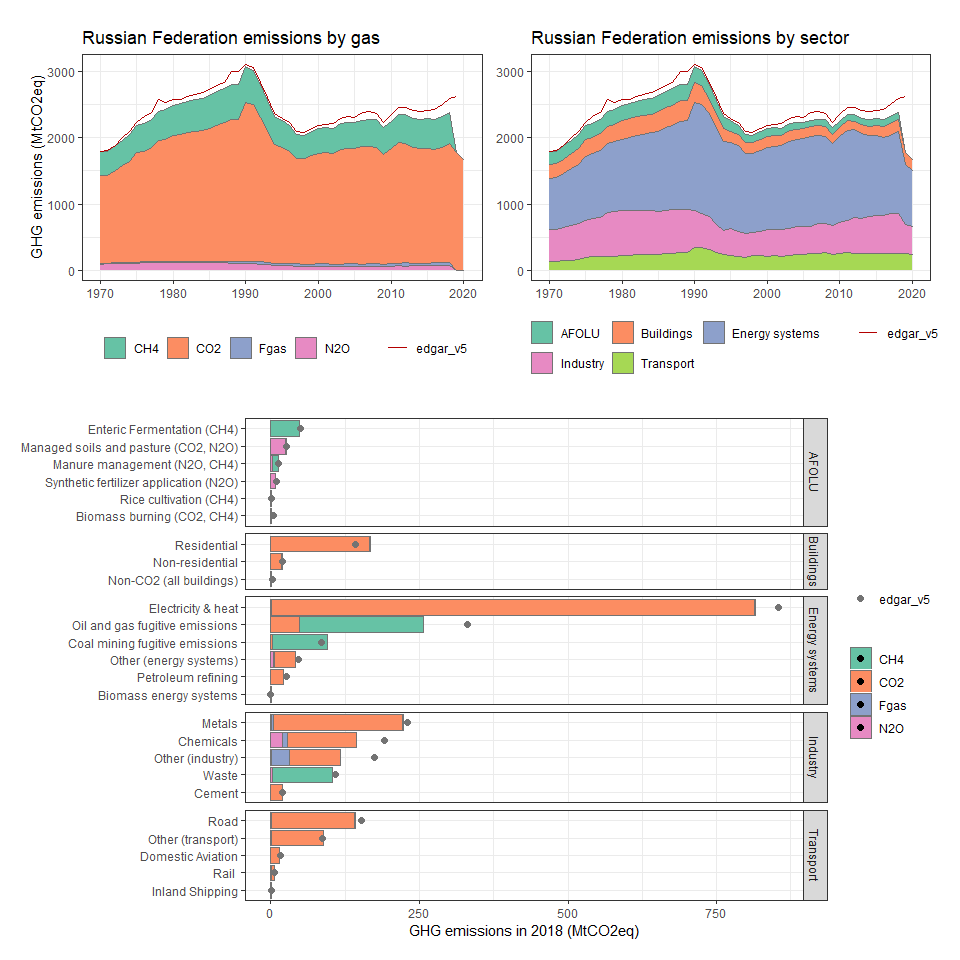 Russian Federation emissions by gas
GHG emissions (MtCO2eq)
3000
2000
1000
0
1970
1980
1990
2000
2010
2020
CH4
CO2
Fgas
N2O
edgar_v5
Russian Federation emissions by sector
3000
2000
1000
0
1970
1980
1990
2000
2010
2020
AFOLU
Buildings
Energy systems
edgar_v5
Industry
Transport
Enteric Fermentation (CH4)
Managed soils and pasture (CO2, N2O)
Manure management (N2O, CH4)
Synthetic fertilizer application (N2O)
Rice cultivation (CH4)
Biomass burning (CO2, CH4)
AFOLU
Residential
Non-residential
Non-CO2 (all buildings)
Buildings
Electricity & heat
Oil and gas fugitive emissions
Coal mining fugitive emissions
Other (energy systems)
Petroleum refining
Biomass energy systems
Energy systems
Metals
Chemicals
Other (industry)
Waste
Cement
Industry
Road
Other (transport)
Domestic Aviation
Rail
Inland Shipping
Transport
0
250
500
750
GHG emissions in 2018 (MtCO2eq)
edgar_v5
CH4
CO2
Fgas
N2O